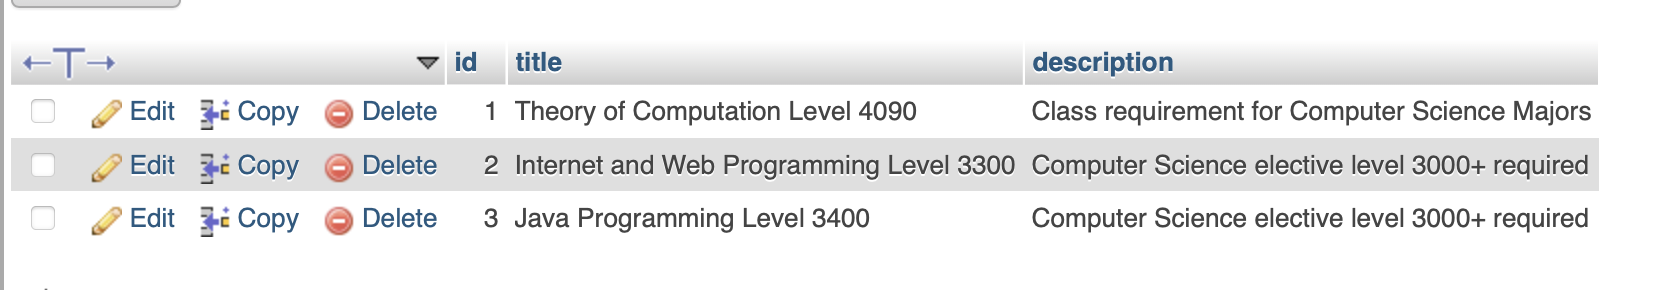 id title description
Edit Copy Delete 1 Theory of Computation Level 4090 Class requirement for Computer Science Majors
Edit Copy Delete 2 Internet and Web Programming Level 3300 Computer Science elective level 3000+ required
Edit Copy Delete 3 Java Programming Level 3400 Computer Science elective level 3000+ required